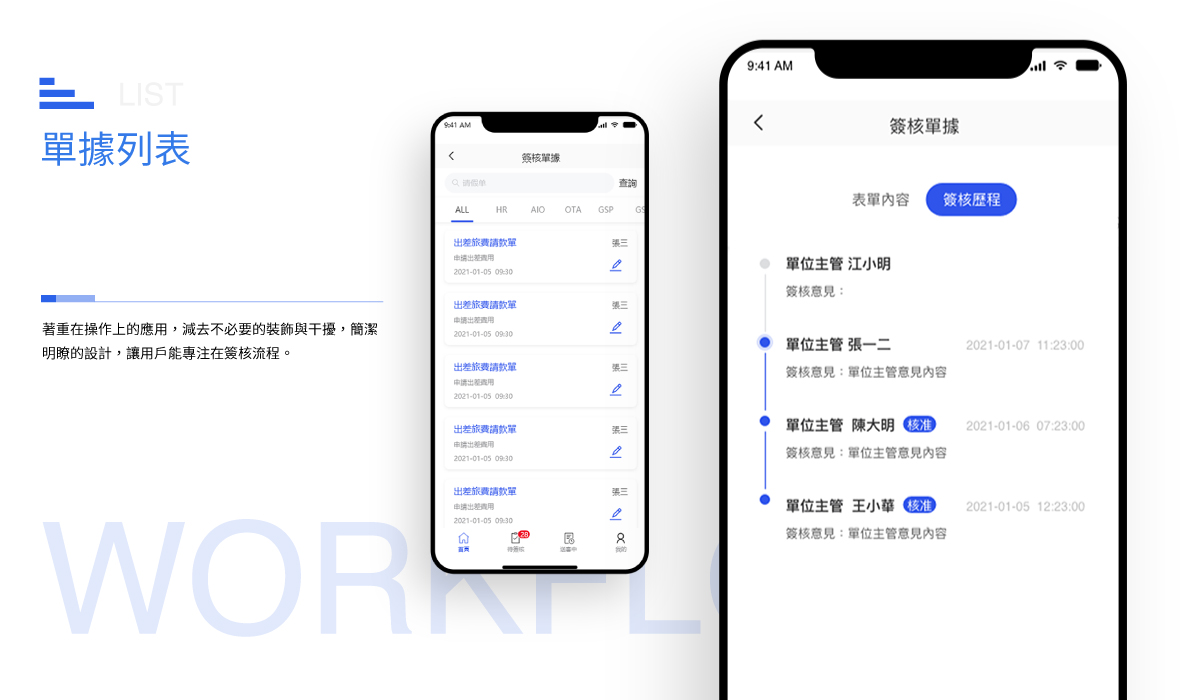 LIST
單據列表
著重在操作上的應用,減去不必要的裝飾與干擾,簡潔
明瞭的設計,讓用戶能專注在簽核流程。
WORKFLO
9:41 AM
簽核單據
查詢
ALL HR AIO OTA GSP GS
出差旅費請款單 張三
申請出差費用
2021-01-05 09:30
出差旅費請款單 張三
申請出差費用
2021-01-05 09:30
出差旅費請款單 張三
申請出差費用
2021-01-05 09:30
出差旅費請款單 張三
申請出差費用
2021-01-05 09:30
出差旅費請款單 張三
申請出差費用
2021-01-05 09:30
28
首頁 待簽核 我的
9:41 AM
簽核單據
表單內容 簽核歷程
單位主管 江小明
簽核意見:
單位主管 張一二 2021-01-07 11:23:00
簽核意見:單位主管意見內容
單位主管 陳大明 核准 2021-01-06 07:23:00
簽核意見:單位主管意見內容
單位主管 王小華 核准 2021-01-05 12:23:00
簽核意見:單位主管意見內容